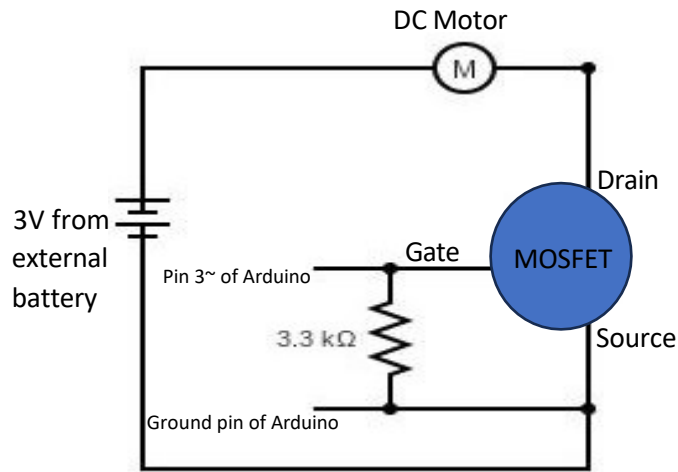 DC Motor
M
Drain
3V from
external
battery
Gate
MOSFET
Pin 3~ of Arduino
3.3 kΩ
Source
Ground pin of Arduino